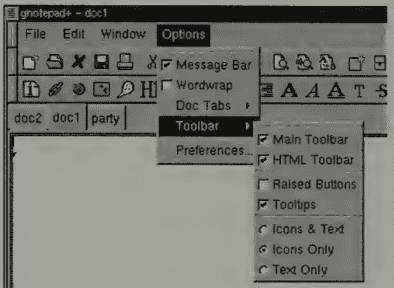 gnotepad+ - doc1
File Edit Window Options
Message Bar
Wordwrap
Doc Tabs
Toolbar
Preferences...
doc2 doc1 party
Main Toolbar
HTML Toolbar
Raised Buttons
Tooltips
Icons & Text
Icons Only
Text Only